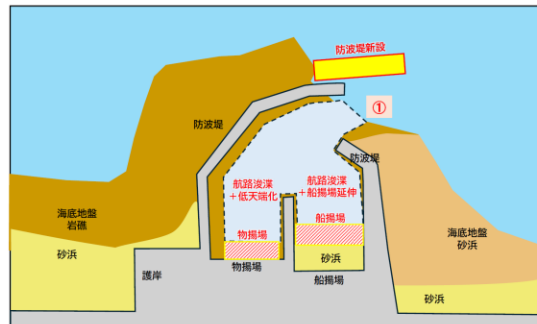 防波堤新設
①
防波堤
防波堤
航路浚渫
＋低天端化
航路浚渫
＋船揚場延伸
海底地盤
岩礁
物揚場
船揚場
海底地盤
砂浜
砂浜
護岸
物揚場
砂浜
船揚場
砂浜